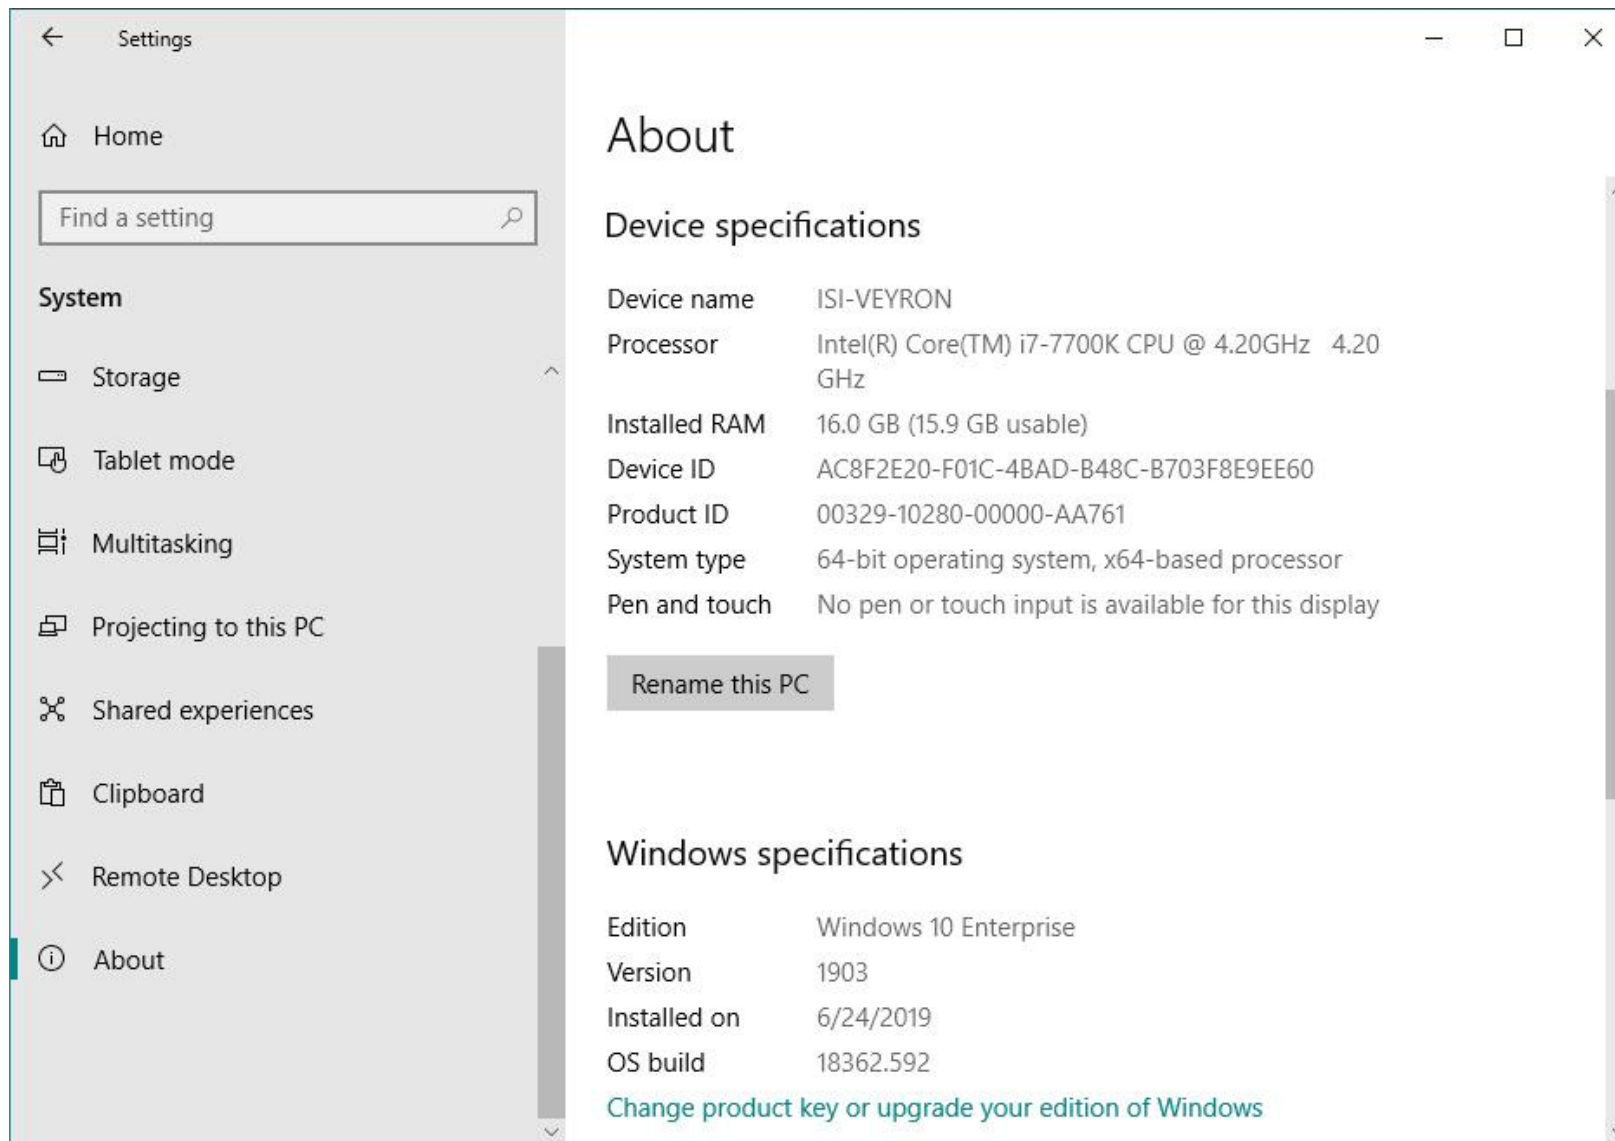 Settings
Home
Find a setting
System
Storage
Tablet mode
Multitasking
Projecting to this PC
Shared experiences
Clipboard
Remote Desktop
About
About
Device specifications
Device name ISI-VEYRON
Processor Intel(R) Core(TM) i7-7700K CPU @ 4.20GHz 4.20
GHz
Installed RAM 16.0 GB (15.9 GB usable)
Device ID AC8F2E20-F01C-4BAD-B48C-B703F8E9EE60
Product ID 00329-10280-00000-AA761
System type 64-bit operating system, x64-based processor
Pen and touch No pen or touch input is available for this display
Rename this PC
Windows specifications
Edition Windows 10 Enterprise
Version 1903
Installed on 6/24/2019
OS build 18362.592
Change product key or upgrade your edition of Windows